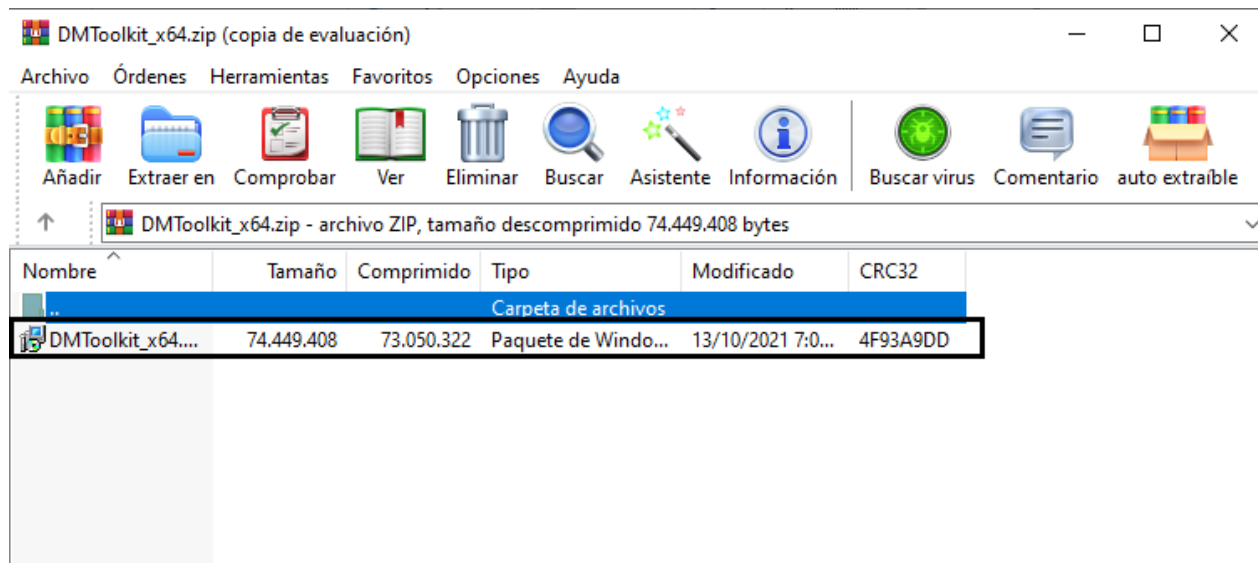 DMToolkit_x64.zip (copia de evaluación)
Archivo Órdenes Herramientas Favoritos Opciones Ayuda
Añadir Extraer en Comprobar Ver Eliminar Buscar Asistente Información Buscar virus Comentario auto extraíble
DMToolkit_x64.zip - archivo ZIP, tamaño descomprimido 74.449.408 bytes
Nombre Tamaño Comprimido Tipo Modificado CRC32
.. Carpeta de archivos
DMToolkit_x64.... 74.449.408 73.050.322 Paquete de Windo... 13/10/2021 7:0... 4F93A9DD